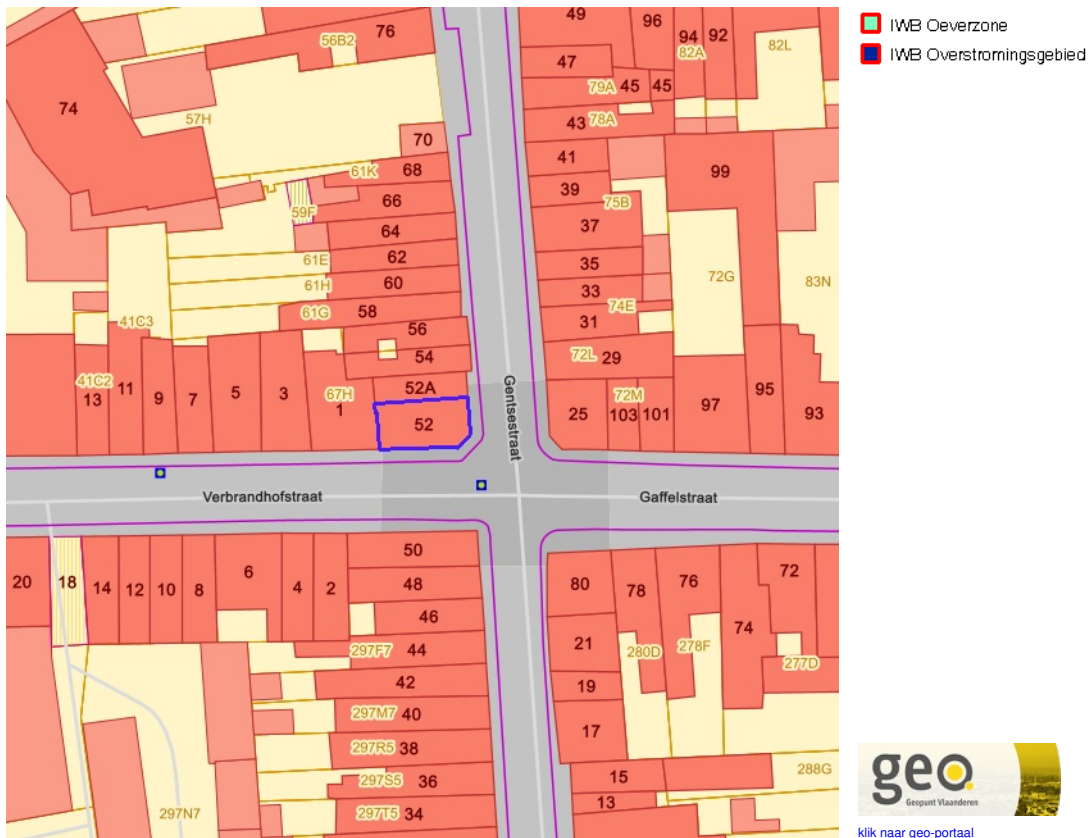 49
96
94
92
82L
76
56B2
82A
47
79A
45
45
74
57H
43
78A
70
41
99
61K
68
39
66
75B
59F
37
64
61E
62
35
72G
83N
61H
60
33
74E
61G
58
31
41C3
56
54
72L
29
41C2
13
11
9
7
5
3
67H
1
52A
52
Gentsestraat
25
72M
103
101
97
95
93
Verbrandhofstraat
Gaffelstraat
20
18
14
12
10
8
6
4
2
50
48
46
80
78
76
74
72
297F7
44
21
280D
278F
277D
42
19
297M7
40
17
297R5
38
297S5
36
15
288G
13
297N7
297T5
34
IWB Oeverzone
IWB Overstromingsgebied
geo
Geopunt Vlaanderen
klik naar geo-portaal